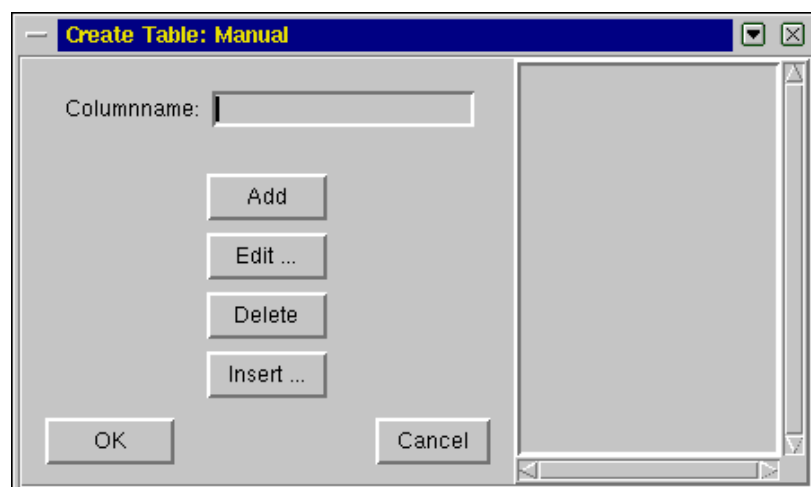 Create Table: Manual
Columnname:
Add
Edit ...
Delete
Insert ...
OK
Cancel